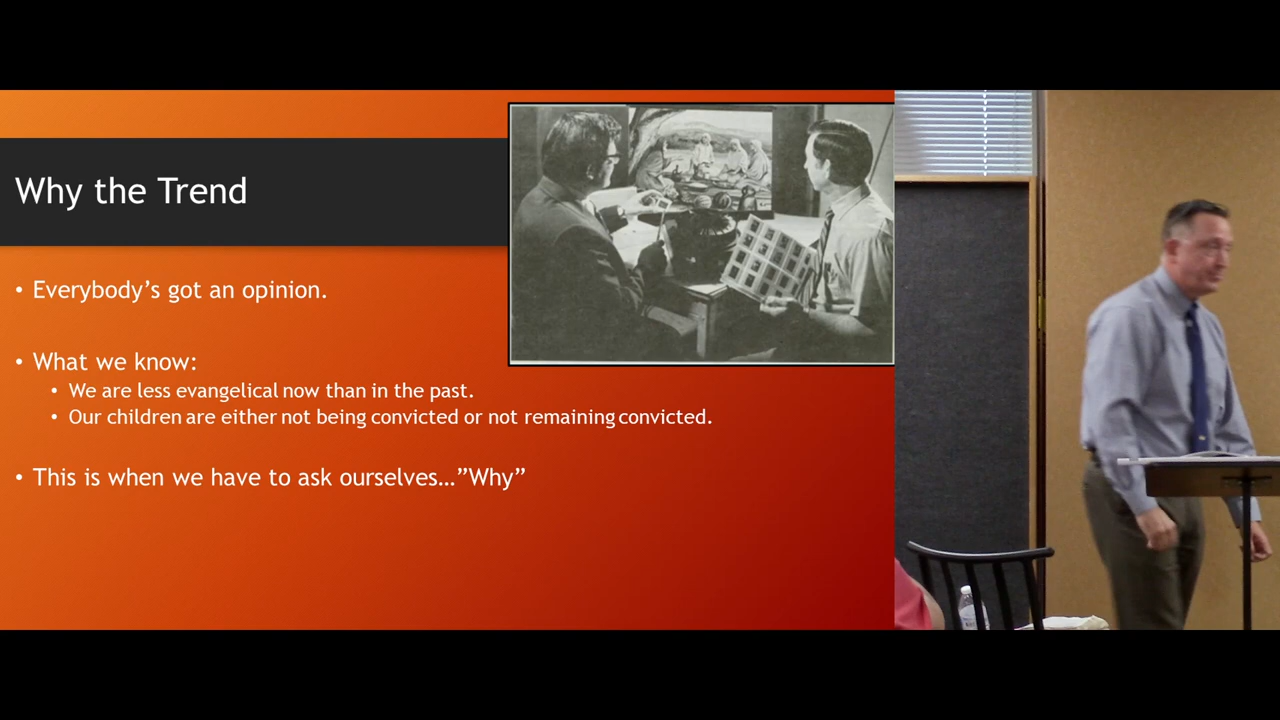 Why the Trend
• Everybody’s got an opinion.
• What we know:
• We are less evangelical now than in the past.
• Our children are either not being convicted or not remaining convicted.
• This is when we have to ask ourselves…”Why”